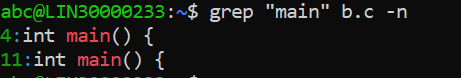 abc@LIN30000233:~$ grep "main" b.c -n
4:int main() {
11:int main() {